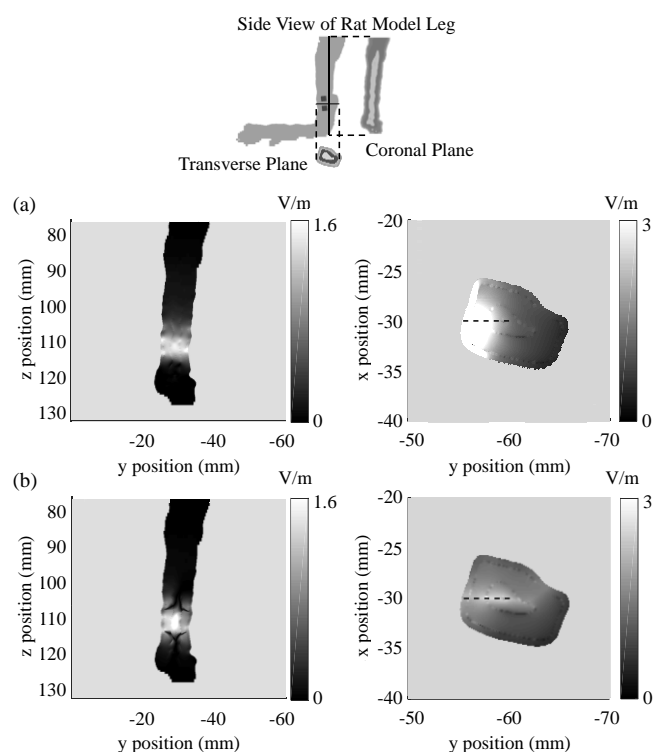 Side View of Rat Model Leg
Transverse Plane
Coronal Plane
(a)
V/m
1.6
0
80
90
100
110
120
130
z position (mm)
-20
-40
-60
y position (mm)
V/m
3
0
-20
-25
-30
-35
-40
x position (mm)
-50
-60
-70
y position (mm)
(b)
V/m
1.6
0
80
90
100
110
120
130
z position (mm)
-20
-40
-60
y position (mm)
V/m
3
0
-20
-25
-30
-35
-40
x position (mm)
-50
-60
-70
y position (mm)